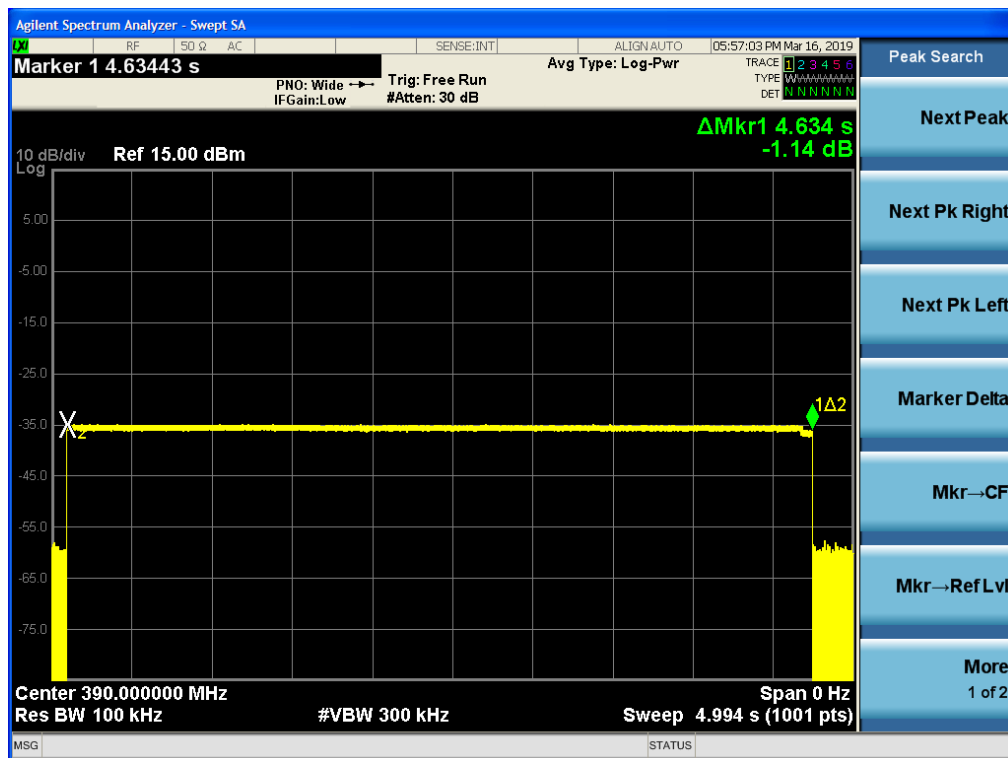 Agilent Spectrum Analyzer - Swept SA
LXI RF 50 Ω AC SENSE:INT ALIGN AUTO 05:57:03 PM Mar 16, 2019
Marker 1 4.63443 s
PNO: Wide
IFGain:Low
Trig: Free Run
#Atten: 30 dB
Avg Type: Log-Pwr
TRACE 1 2 3 4 5 6
TYPE WWWWWW
DET N N N N N N
ΔMkr1 4.634 s
-1.14 dB
10 dB/div Ref 15.00 dBm
Log
5.00
-5.00
-15.0
-25.0
-35.0
-45.0
-55.0
-65.0
-75.0
X2
1Δ2
Center 390.000000 MHz Span 0 Hz
Res BW 100 kHz #VBW 300 kHz Sweep 4.994 s (1001 pts)
MSG STATUS
Peak Search
Next Peak
Next Pk Right
Next Pk Left
Marker Delta
Mkr→CF
Mkr→Ref Lvl
More
1 of 2